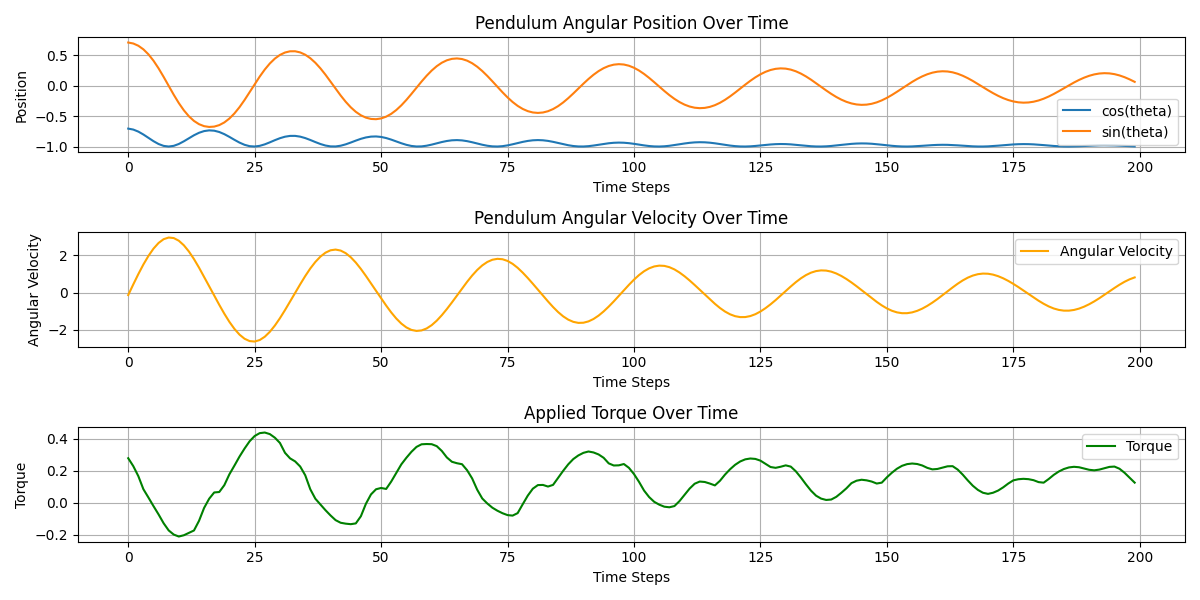 Pendulum Angular Position Over Time
Position
0.5
0.0
−0.5
−1.0
cos(theta)
sin(theta)
0 25 50 75 100 125 150 175 200
Time Steps
Pendulum Angular Velocity Over Time
Angular Velocity
2
0
−2
Angular Velocity
0 25 50 75 100 125 150 175 200
Time Steps
Applied Torque Over Time
Torque
0.4
0.2
0.0
−0.2
Torque
0 25 50 75 100 125 150 175 200
Time Steps